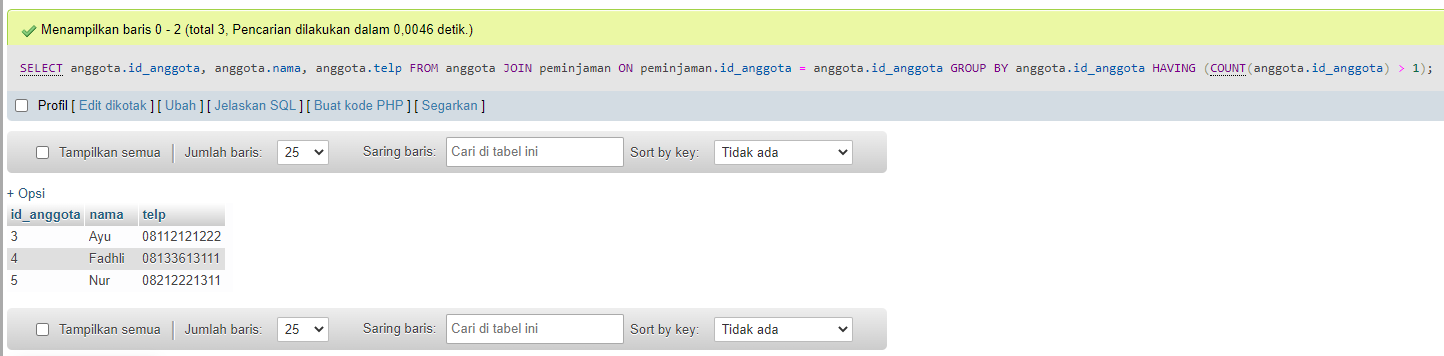 Menampilkan baris 0 - 2 (total 3, Pencarian dilakukan dalam 0,0046 detik.)
SELECT anggota.id_anggota, anggota.nama, anggota.telp FROM anggota JOIN peminjaman ON peminjaman.id_anggota = anggota.id_anggota GROUP BY anggota.id_anggota HAVING (COUNT(anggota.id_anggota) > 1);
Profil [ Edit dikotak ] [ Ubah ] [ Jelaskan SQL ] [ Buat kode PHP ] [ Segarkan ]
Tampilkan semua Jumlah baris: 25 Saring baris: Cari di tabel ini Sort by key: Tidak ada
+ Opsi
id_anggota nama telp
3 Ayu 08112121222
4 Fadhli 08133613111
5 Nur 08212221311
Tampilkan semua Jumlah baris: 25 Saring baris: Cari di tabel ini Sort by key: Tidak ada